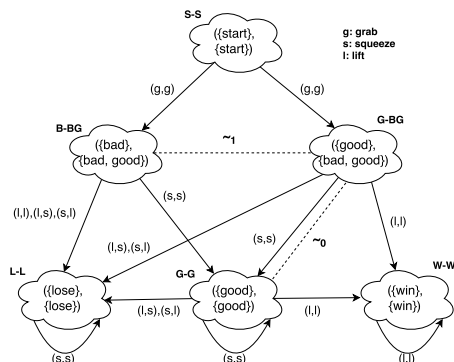 S-S
({start},
{start})
g: grab
s: squeeze
l: lift
(g,g)
(g,g)
B-BG
({bad},
{bad, good})
~1
G-BG
({good},
{bad, good})
(l,l),(l,s),(s,l)
(s,s)
(l,s),(s,l)
(s,s)
~0
(l,l)
L-L
({lose},
{lose})
G-G
({good},
{good})
W-W
({win},
{win})
(l,s),(s,l)
(l,l)
(s,s)
(s,s)
(l,l)